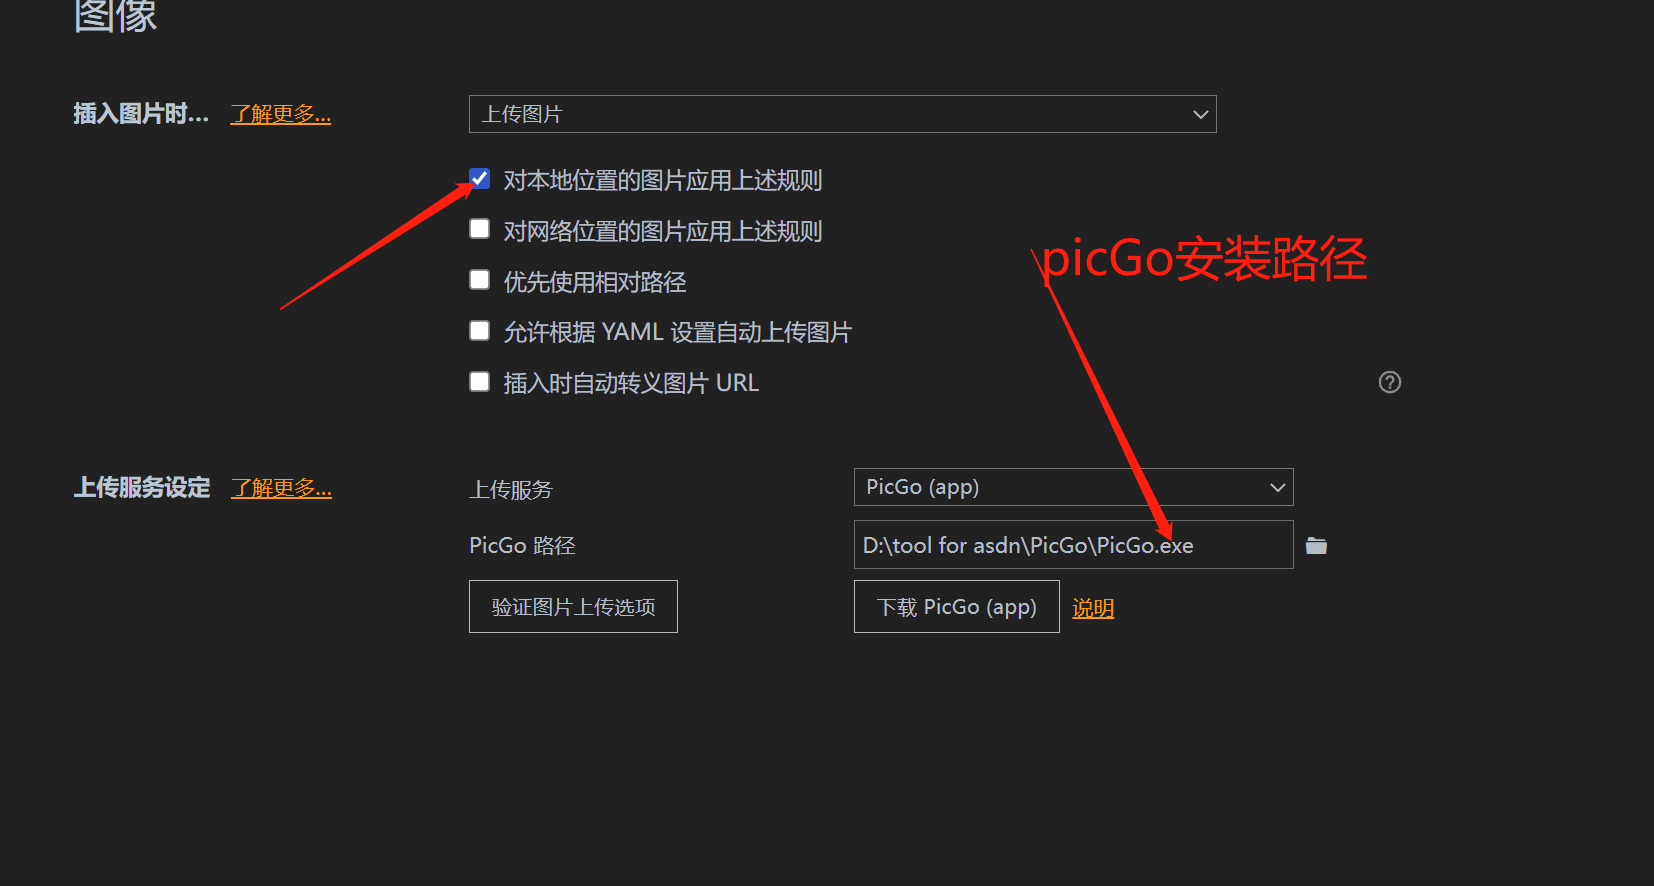 图像
插入图片时... 了解更多... 上传图片
对本地位置的图片应用上述规则
对网络位置的图片应用上述规则
picGo安装路径
优先使用相对路径
允许根据 YAML 设置自动上传图片
插入时自动转义图片 URL
上传服务设定 了解更多... 上传服务 PicGo (app)
PicGo 路径 D:\tool for asdn\PicGo\PicGo.exe
验证图片上传选项 下载 PicGo (app) 说明